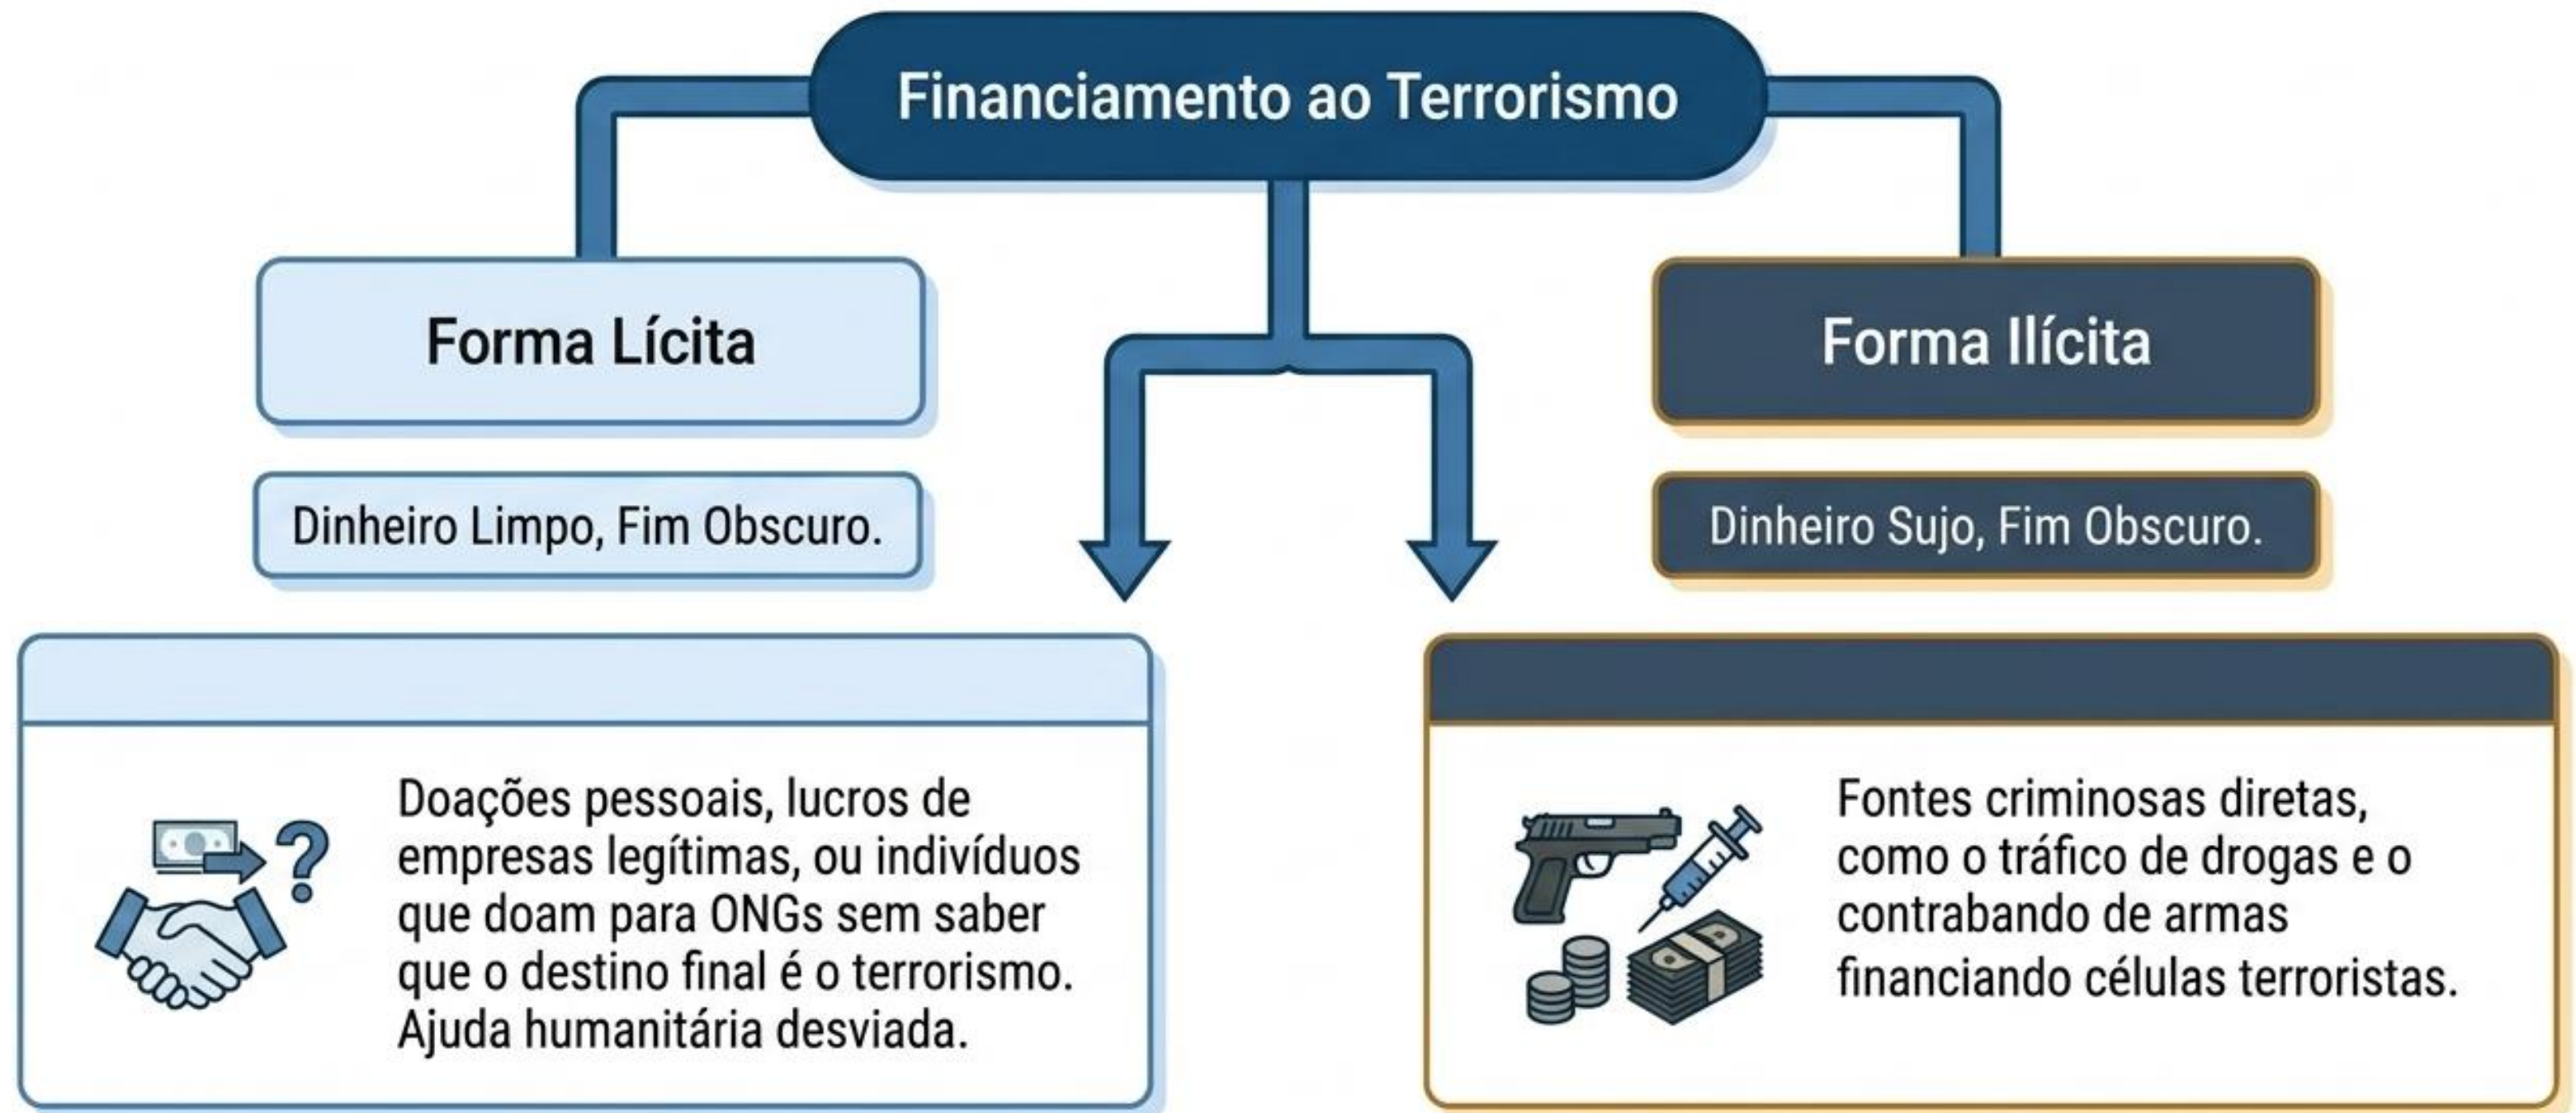 Financiamento ao Terrorismo
Forma Lícita
Dinheiro Limpo, Fim Obscuro.
Doações pessoais, lucros de
empresas legítimas, ou indivíduos
que doam para ONGs sem saber
que o destino final é o terrorismo.
Ajuda humanitária desviada.
Forma Ilícita
Dinheiro Sujo, Fim Obscuro.
Fontes criminosas diretas,
como o tráfico de drogas e o
contrabando de armas
financiando células terroristas.